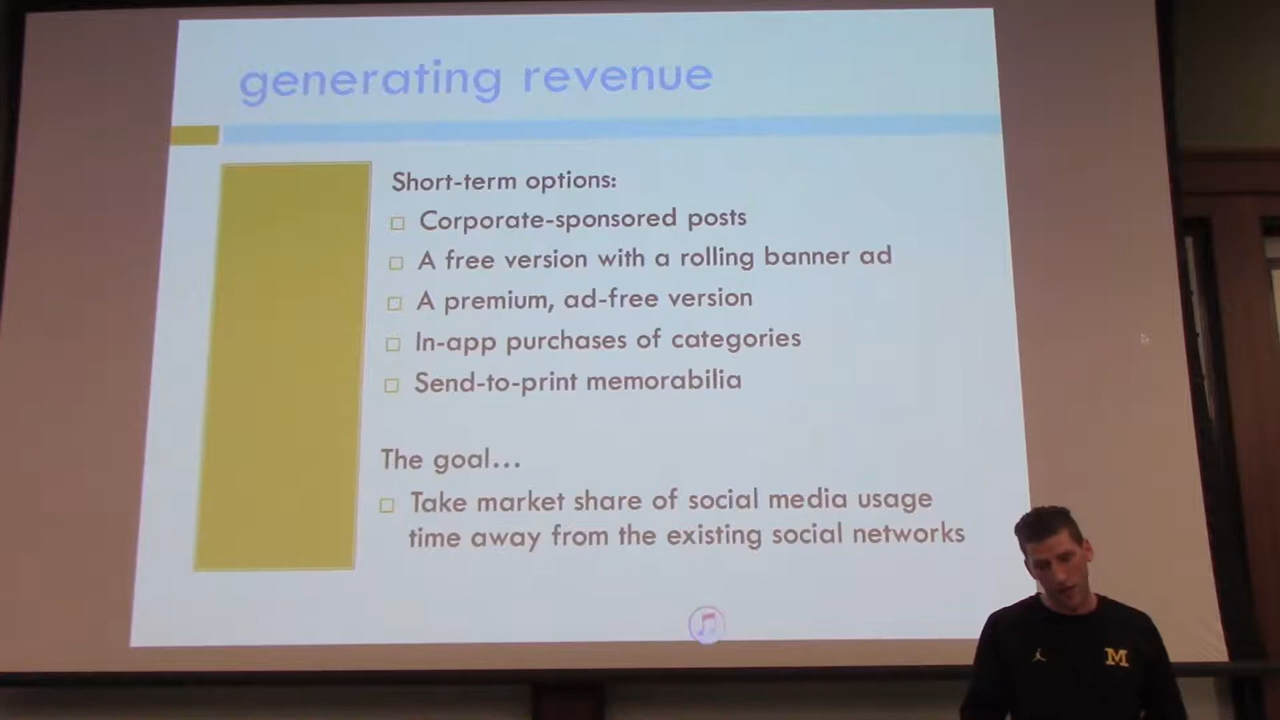 generating revenue
Short-term options:
Corporate-sponsored posts
A free version with a rolling banner ad
A premium, ad-free version
In-app purchases of categories
Send-to-print memorabilia
The goal...
Take market share of social media usage
time away from the existing social networks
M